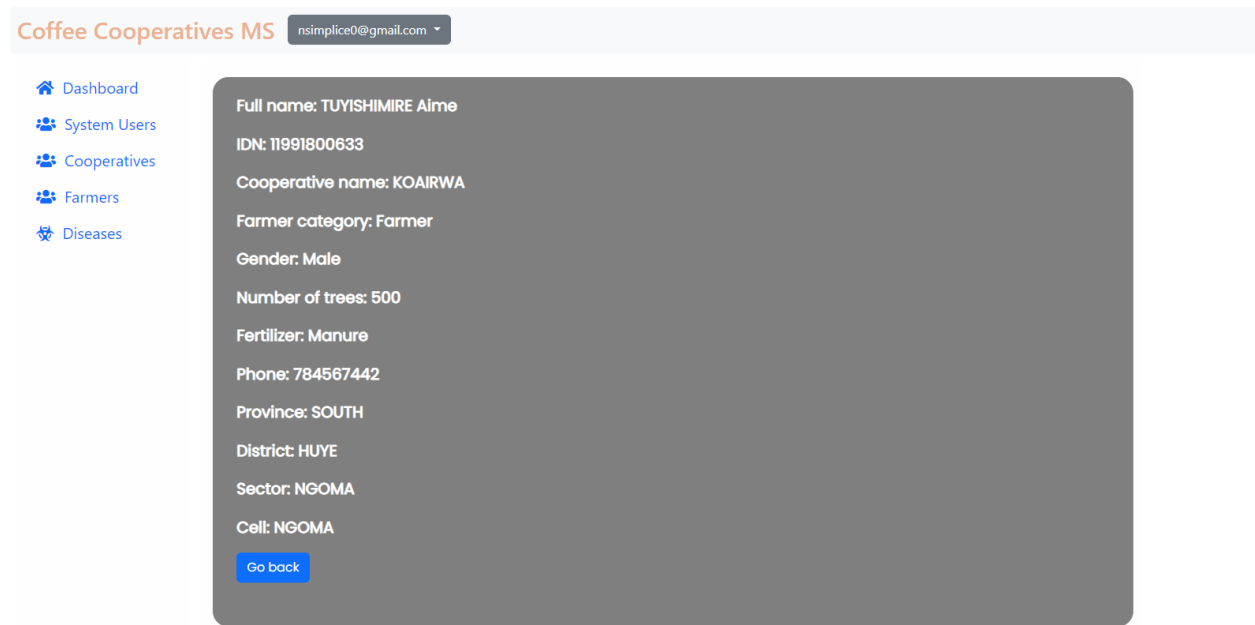 Coffee Cooperatives MS
nsimplice0@gmail.com
Dashboard
System Users
Cooperatives
Farmers
Diseases
Full name: TUYISHIMIRE Aime
IDN: 11991800633
Cooperative name: KOAIRWA
Farmer category: Farmer
Gender: Male
Number of trees: 500
Fertilizer: Manure
Phone: 784567442
Province: SOUTH
District: HUYE
Sector: NGOMA
Cell: NGOMA
Go back